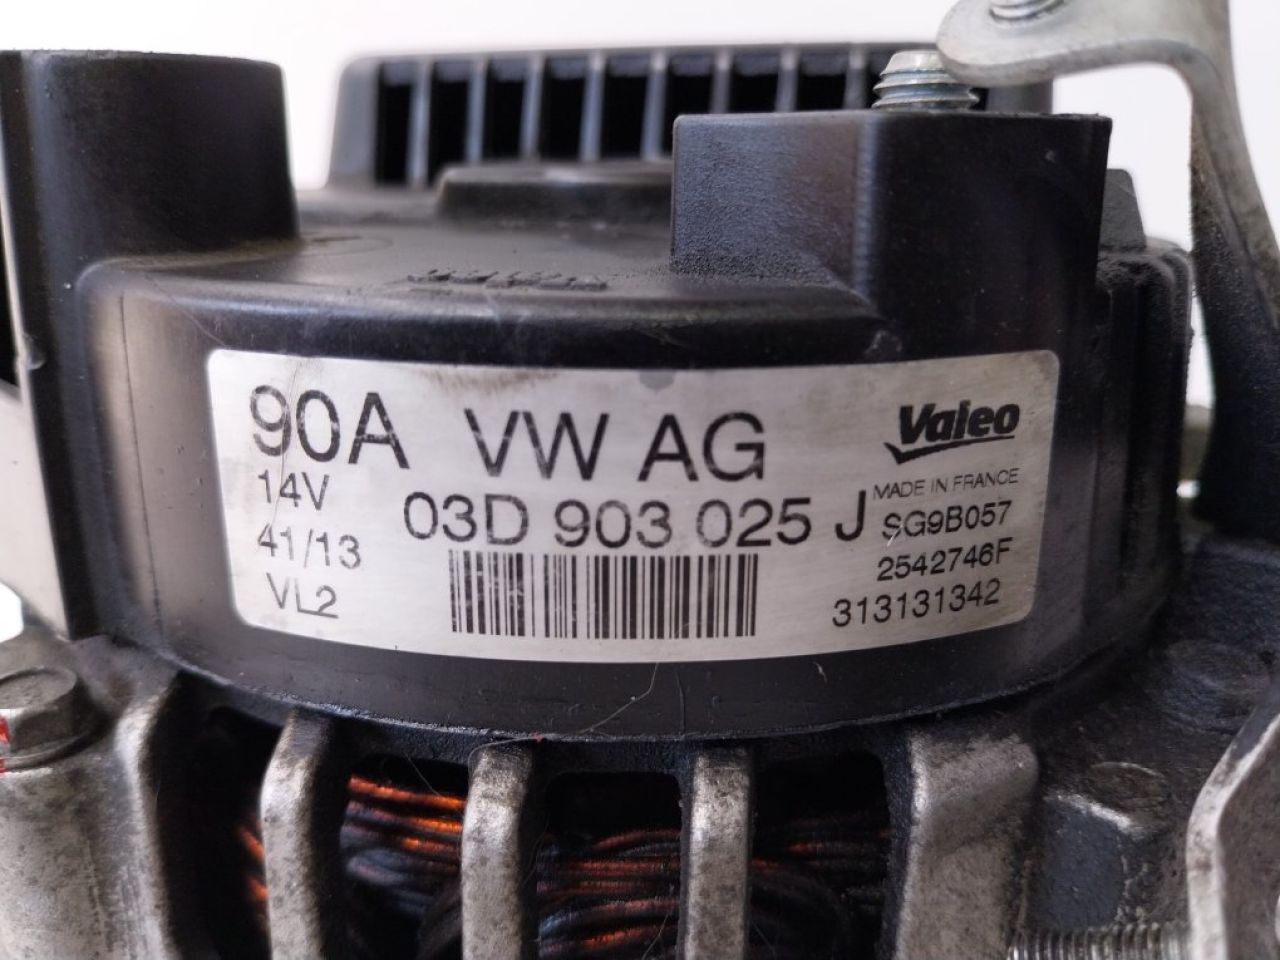 90A VW AG Valeo
14V 03D 903 025 J MADE IN FRANCE
41/13 SG9B057
VL2 2542746F
313131342